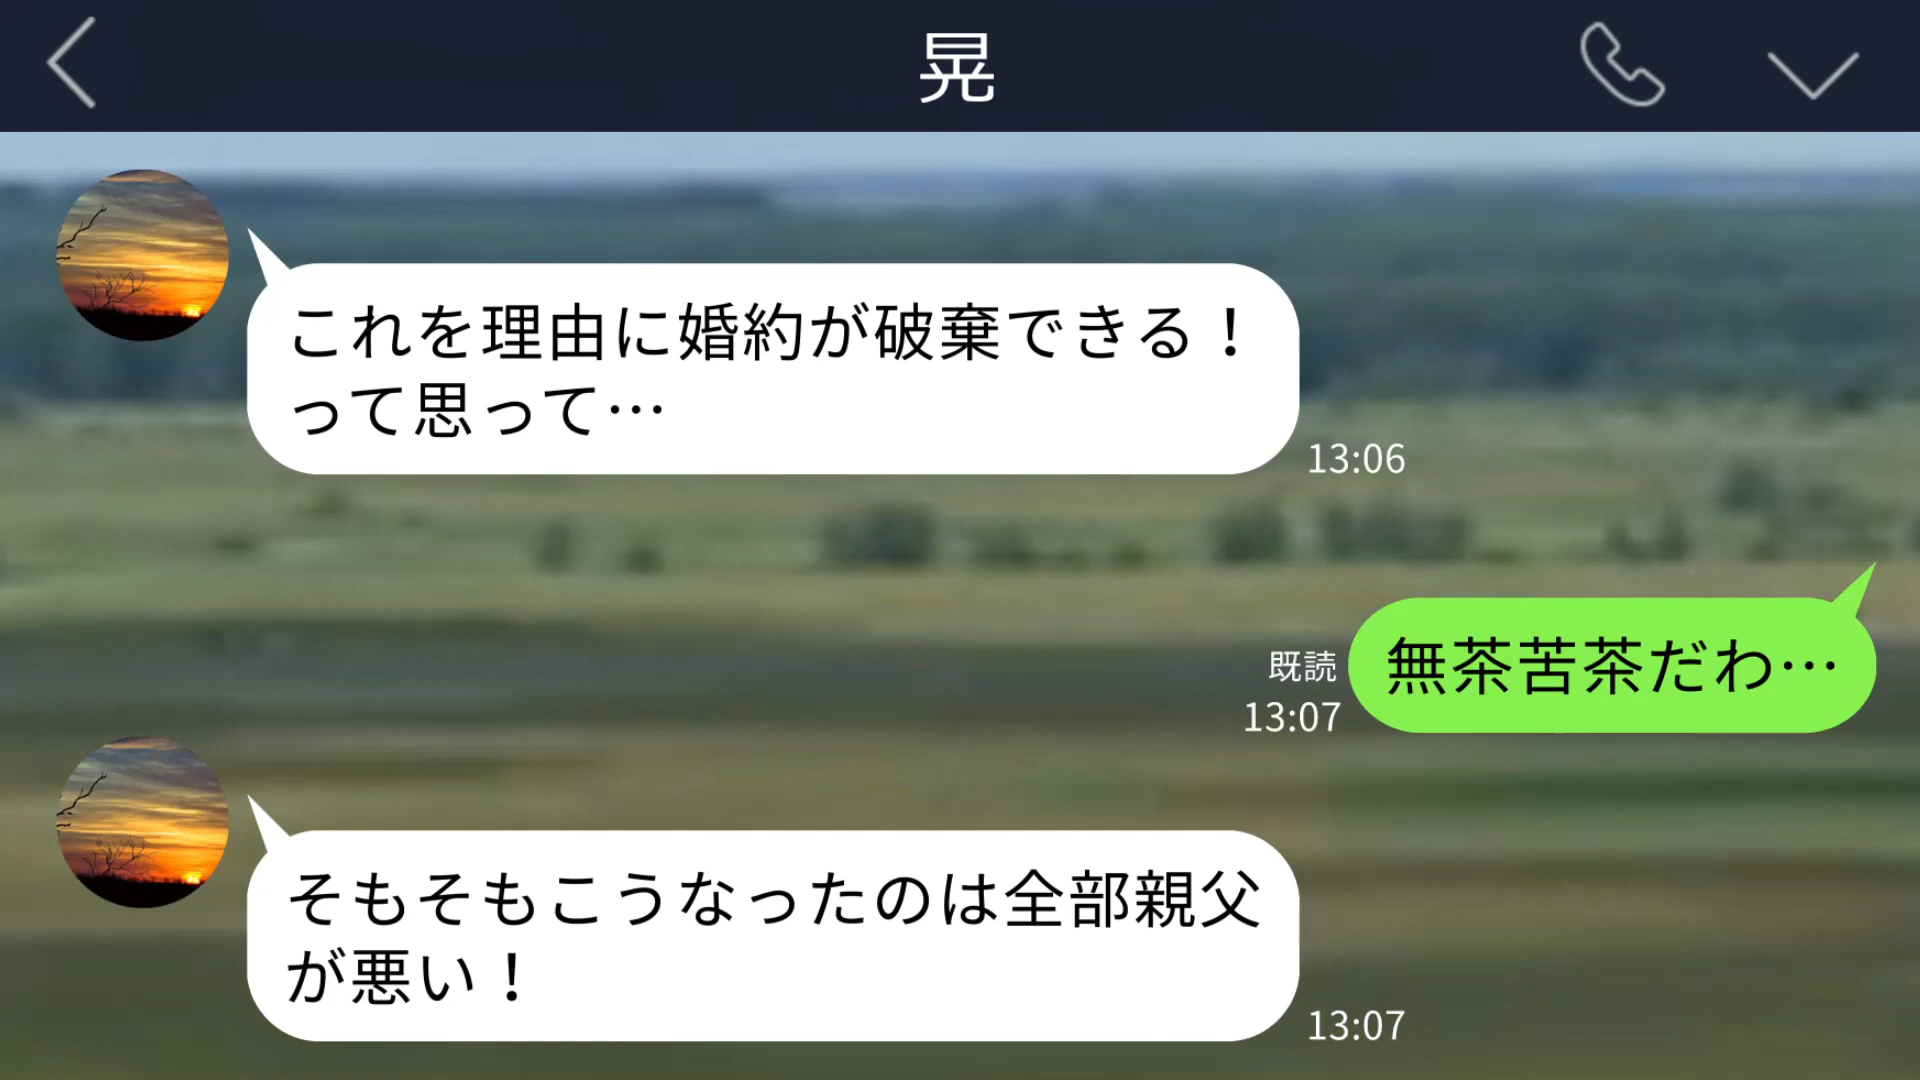 晃
これを理由に婚約が破棄できる！
って思って…
13:06
無茶苦茶だわ…
既読
13:07
そもそもこうなったのは全部親父
が悪い！
13:07